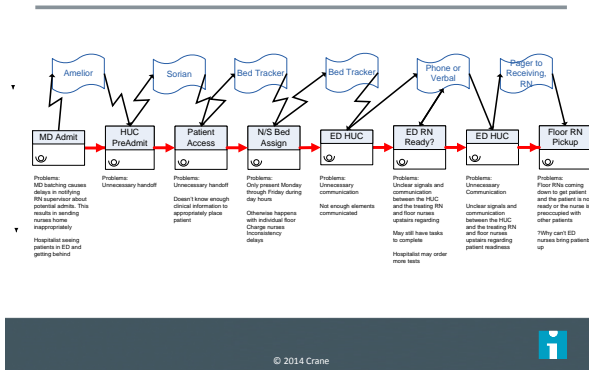 Amelior
Sorian
Bed Tracker
Bed Tracker
Phone or
Verbal
Pager to
Receiving,
RN
MD Admit
HUC
PreAdmit
Patient
Access
N/S Bed
Assign
ED HUC
ED RN
Ready?
ED HUC
Floor RN
Pickup
Problems:
MD batching causes
delays in notifying
RN supervisor about
potential admits. This
results in sending
nurses home
inappropriately
Hospitalist seeing
patients in ED and
getting behind
Problems:
Unnecessary handoff
Problems:
Unnecessary handoff
Doesn't know enough
clinical information to
appropriately place
patient
Problems:
Only present Monday
through Friday during
day hours
Otherwise happens
with individual floor
Charge nurses
Inconsistency
delays
Problems:
Unnecessary
communication
Not enough elements
communicated
Problems:
Unclear signals and
communication
between the HUC
and the treating RN
and floor nurses
upstairs regarding
May still have tasks
to complete
Hospitalist may order
more tests
Problems:
Unnecessary
Communication
Unclear signals and
communication
between the HUC
and the treating RN
and floor nurses
upstairs regarding
patient readiness
Problems:
Floor RNs coming
down to get patient
and the patient is no
ready or the nurse is
preoccupied with
other patients
?Why can't ED
nurses bring patients
up
© 2014 Crane